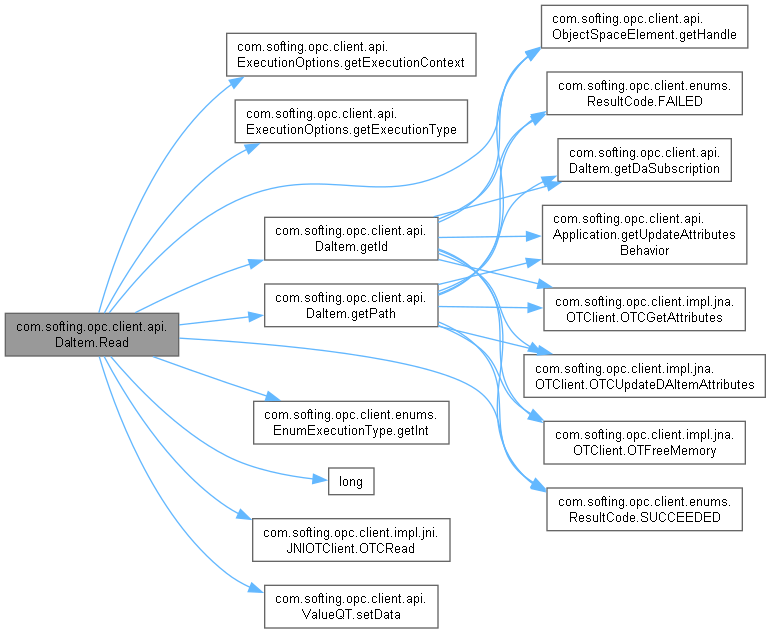 com.softing.opc.client.api.
DaItem.Read
com.softing.opc.client.api.
ExecutionOptions.getExecutionContext
com.softing.opc.client.api.
ExecutionOptions.getExecutionType
com.softing.opc.client.api.
DaItem.getId
com.softing.opc.client.api.
DaItem.getPath
com.softing.opc.client.enums.
EnumExecutionType.getInt
long
com.softing.opc.client.impl.jni.
JNIOTClient.OTCRead
com.softing.opc.client.api.
ValueQT.setData
com.softing.opc.client.api.
ObjectSpaceElement.getHandle
com.softing.opc.client.enums.
ResultCode.FAILED
com.softing.opc.client.api.
DaItem.getDaSubscription
com.softing.opc.client.api.
Application.getUpdateAttributes
Behavior
com.softing.opc.client.impl.jna.
OTClient.OTCGetAttributes
com.softing.opc.client.impl.jna.
OTClient.OTCUpdateDAItemAttributes
com.softing.opc.client.impl.jna.
OTClient.OTFreeMemory
com.softing.opc.client.enums.
ResultCode.SUCCEEDED